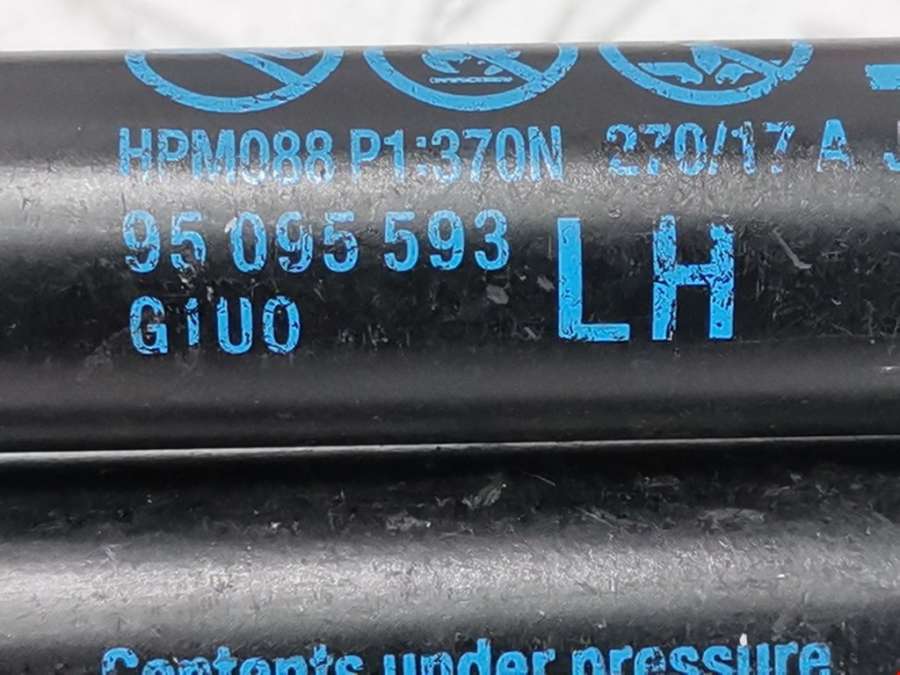 HPM088 P1:370N 270/17 A J
95 095 593
LH
G1U0
Contents under pressure